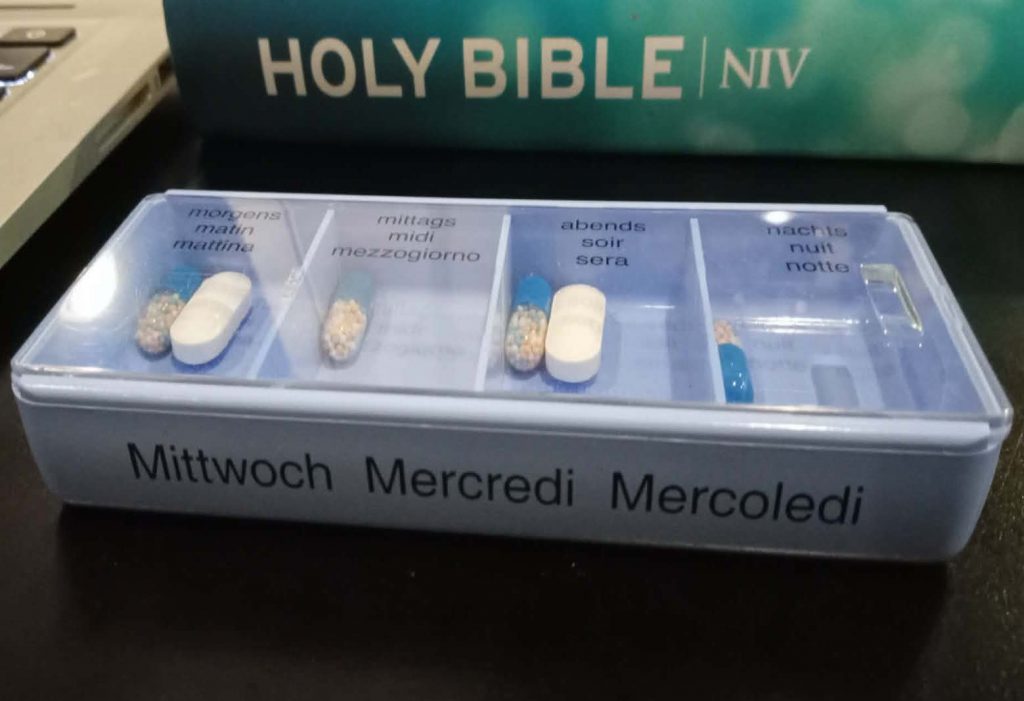 HOLY BIBLE | NIV
morgens
matin
mattina
mittags
midi
mezzogiorno
abends
soir
sera
nachts
nuit
notte
Mittwoch Mercredi Mercoledi